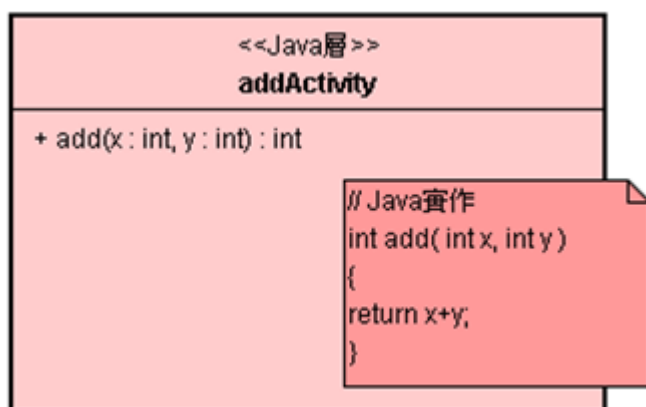 <<Java層>>
addActivity
+ add(x : int, y : int) : int
// Java實作
int add( int x, int y )
{
return x+y;
}